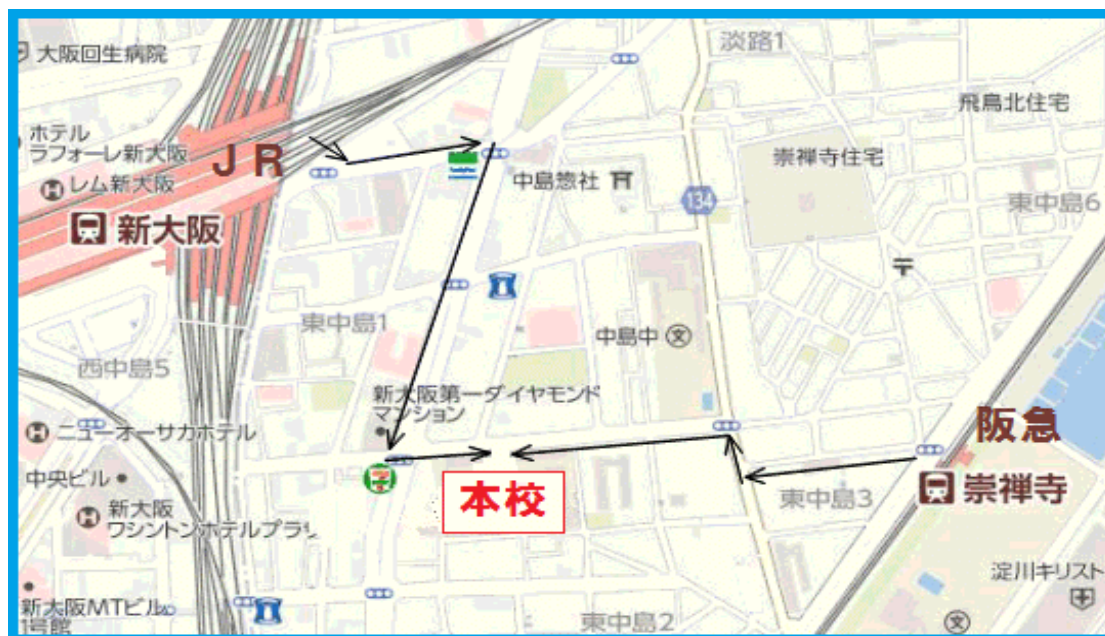 大阪回生病院
淡路1
飛鳥北住宅
ホテル
ラフォーレ新大阪
JR
崇禅寺住宅
レム新大阪
中島惣社
134
東中島6
新大阪
東中島1
中島中
文
西中島5
新大阪第一ダイヤモンド
マンション
阪急
ニューオーサカホテル
中央ビル
本校
東中島3
崇禅寺
新大阪
ワシントンホテルプラ
淀川キリスト
新大阪MTビル
1号館
東中島2
文